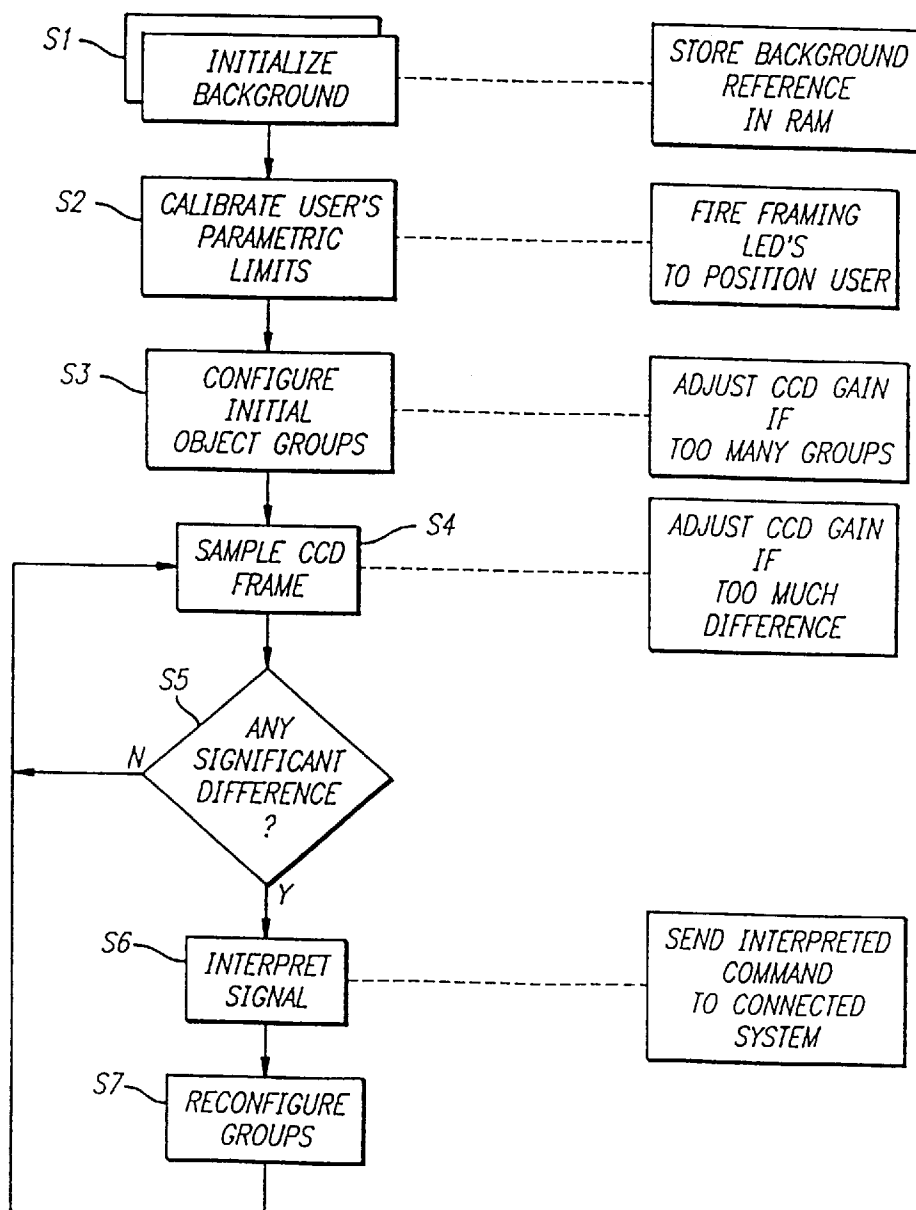 S1
INITIALIZE
BACKGROUND
STORE BACKGROUND
REFERENCE
IN RAM
S2
CALIBRATE USER'S
PARAMETRIC
LIMITS
FIRE FRAMING
LED'S
TO POSITION USER
S3
CONFIGURE
INITIAL
OBJECT GROUPS
ADJUST CCD GAIN
IF
TOO MANY GROUPS
S4
SAMPLE CCD
FRAME
ADJUST CCD GAIN
IF
TOO MUCH
DIFFERENCE
S5
ANY
SIGNIFICANT
DIFFERENCE
?
N
Y
S6
INTERPRET
SIGNAL
SEND INTERPRETED
COMMAND
TO CONNECTED
SYSTEM
S7
RECONFIGURE
GROUPS